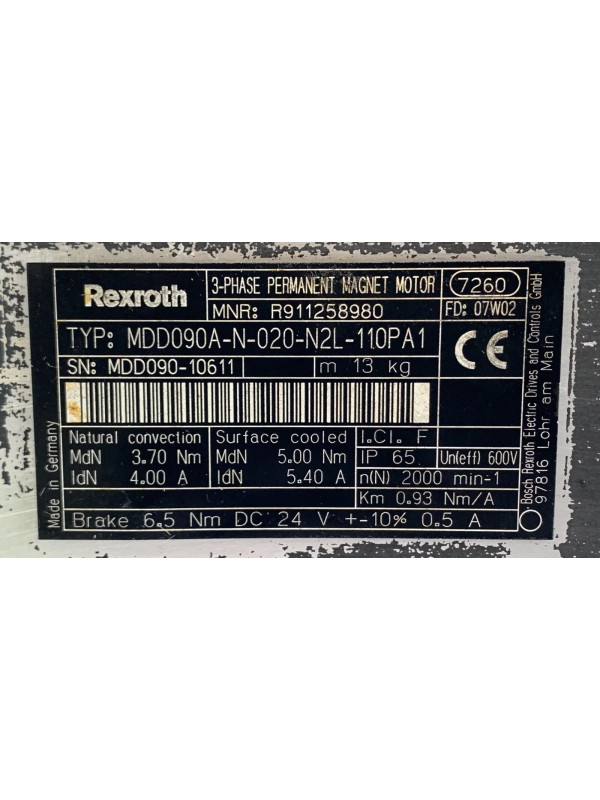 Rexroth
3-PHASE PERMANENT MAGNET MOTOR
7260
MNR: R911258980
FD: 07W02
TYP: MDD090A-N-020-N2L-110PA1
CE
SN: MDD090-10611
m 13 kg
Natural convection
MdN 3.70 Nm
IdN 4.00 A
Surface cooled
MdN 5.00 Nm
IdN 5.40 A
I.Cl. F
IP 65
Un(eff) 600V
n(N) 2000 min-1
Km 0.93 Nm/A
Brake 6.5 Nm DC 24 V +-10% 0.5 A
Made in Germany
Bosch Rexroth Electric Drives and Controls GmbH
97816 Lohr am Main